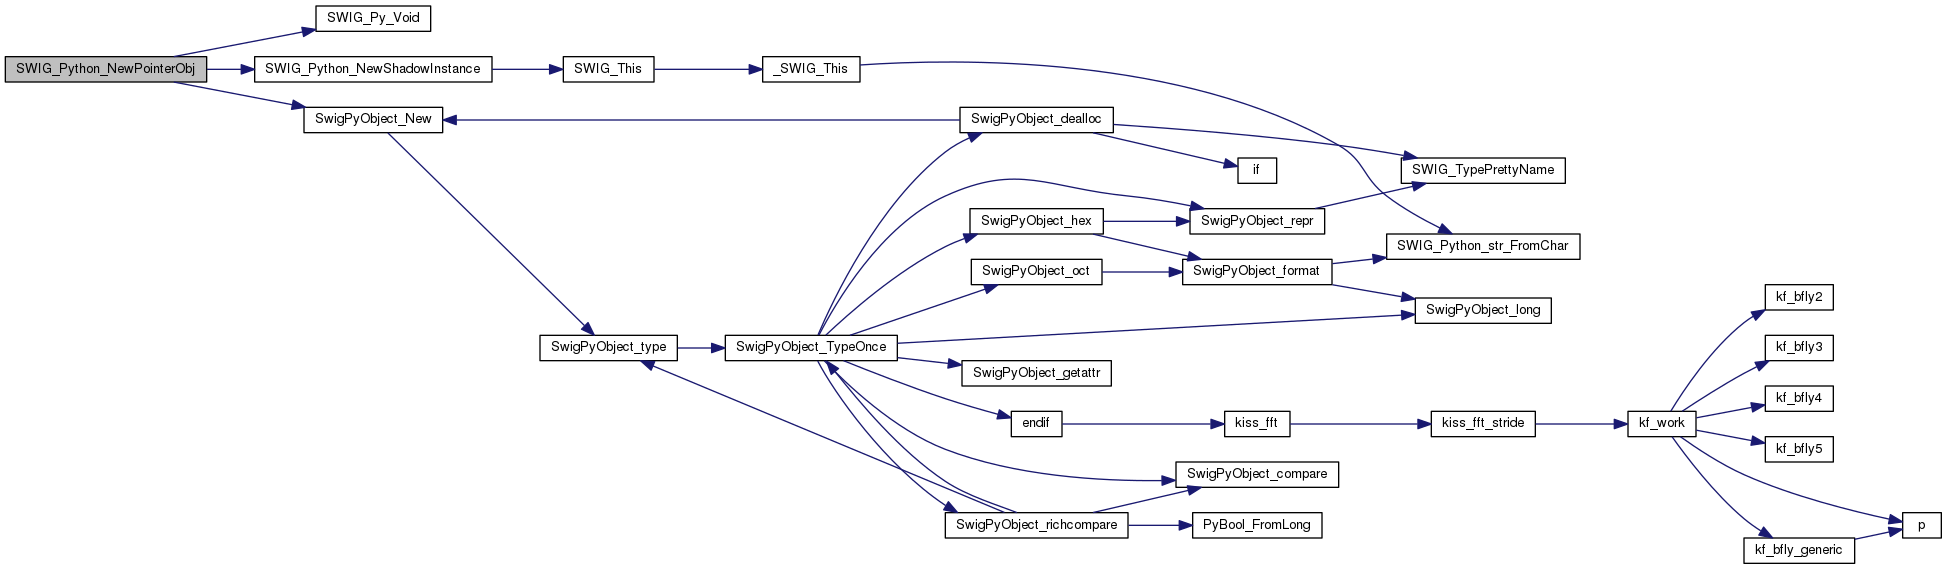 SWIG_Py_Void
SWIG_Python_NewPointerObj
SWIG_Python_NewShadowInstance
SWIG_This
_SWIG_This
SwigPyObject_New
SwigPyObject_dealloc
if
SWIG_TypePrettyName
SwigPyObject_hex
SwigPyObject_repr
SWIG_Python_str_FromChar
SwigPyObject_oct
SwigPyObject_format
SwigPyObject_long
kf_bfly2
SwigPyObject_type
SwigPyObject_TypeOnce
kf_bfly3
SwigPyObject_getattr
kf_bfly4
endif
kiss_fft
kiss_fft_stride
kf_work
kf_bfly5
SwigPyObject_compare
SwigPyObject_richcompare
PyBool_FromLong
p
kf_bfly_generic